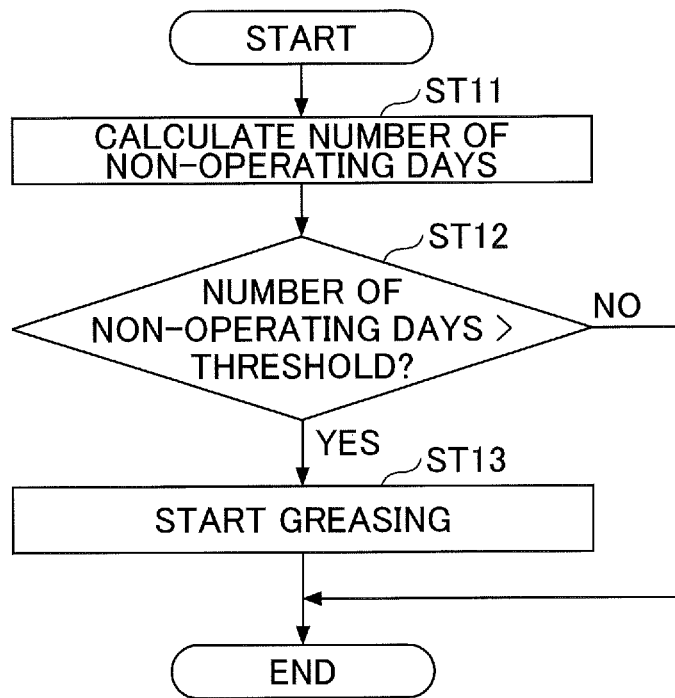 START
ST11
CALCULATE NUMBER OF
NON-OPERATING DAYS
ST12
NUMBER OF
NON-OPERATING DAYS >
THRESHOLD?
NO
YES
ST13
START GREASING
END